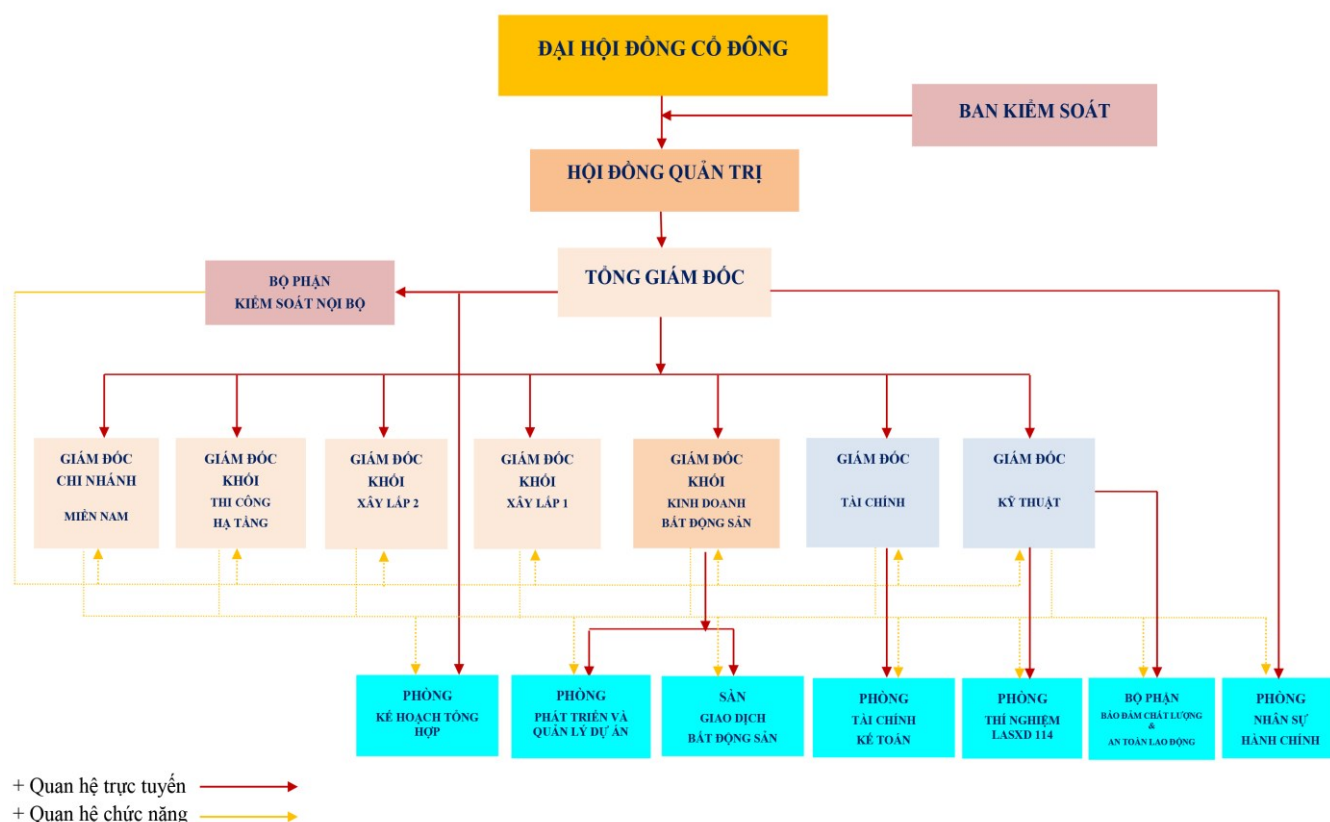 ĐẠI HỘI ĐỒNG CỔ ĐÔNG
BAN KIỂM SOÁT
HỘI ĐỒNG QUẢN TRỊ
TỔNG GIÁM ĐỐC
BỘ PHẬN
KIỂM SOÁT NỘI BỘ
GIÁM ĐỐC
CHI NHÁNH
MIỀN NAM
GIÁM ĐỐC
KHỐI
THI CÔNG
HẠ TẦNG
GIÁM ĐỐC
KHỐI
XÂY LẮP 2
GIÁM ĐỐC
KHỐI
XÂY LẮP 1
GIÁM ĐỐC
KHỐI
KINH DOANH
BẤT ĐỘNG SẢN
GIÁM ĐỐC
TÀI CHÍNH
GIÁM ĐỐC
KỸ THUẬT
PHÒNG
KẾ HOẠCH TỔNG
HỢP
PHÒNG
PHÁT TRIỂN VÀ
QUẢN LÝ DỰ ÁN
SÀN
GIAO DỊCH
BẤT ĐỘNG SẢN
PHÒNG
TÀI CHÍNH
KẾ TOÁN
PHÒNG
THÍ NGHIỆM
LASXD 114
BỘ PHẬN
BẢO ĐẢM CHẤT LƯỢNG
&
AN TOÀN LAO ĐỘNG
PHÒNG
NHÂN SỰ
HÀNH CHÍNH
+ Quan hệ trực tuyến
+ Quan hệ chức năng